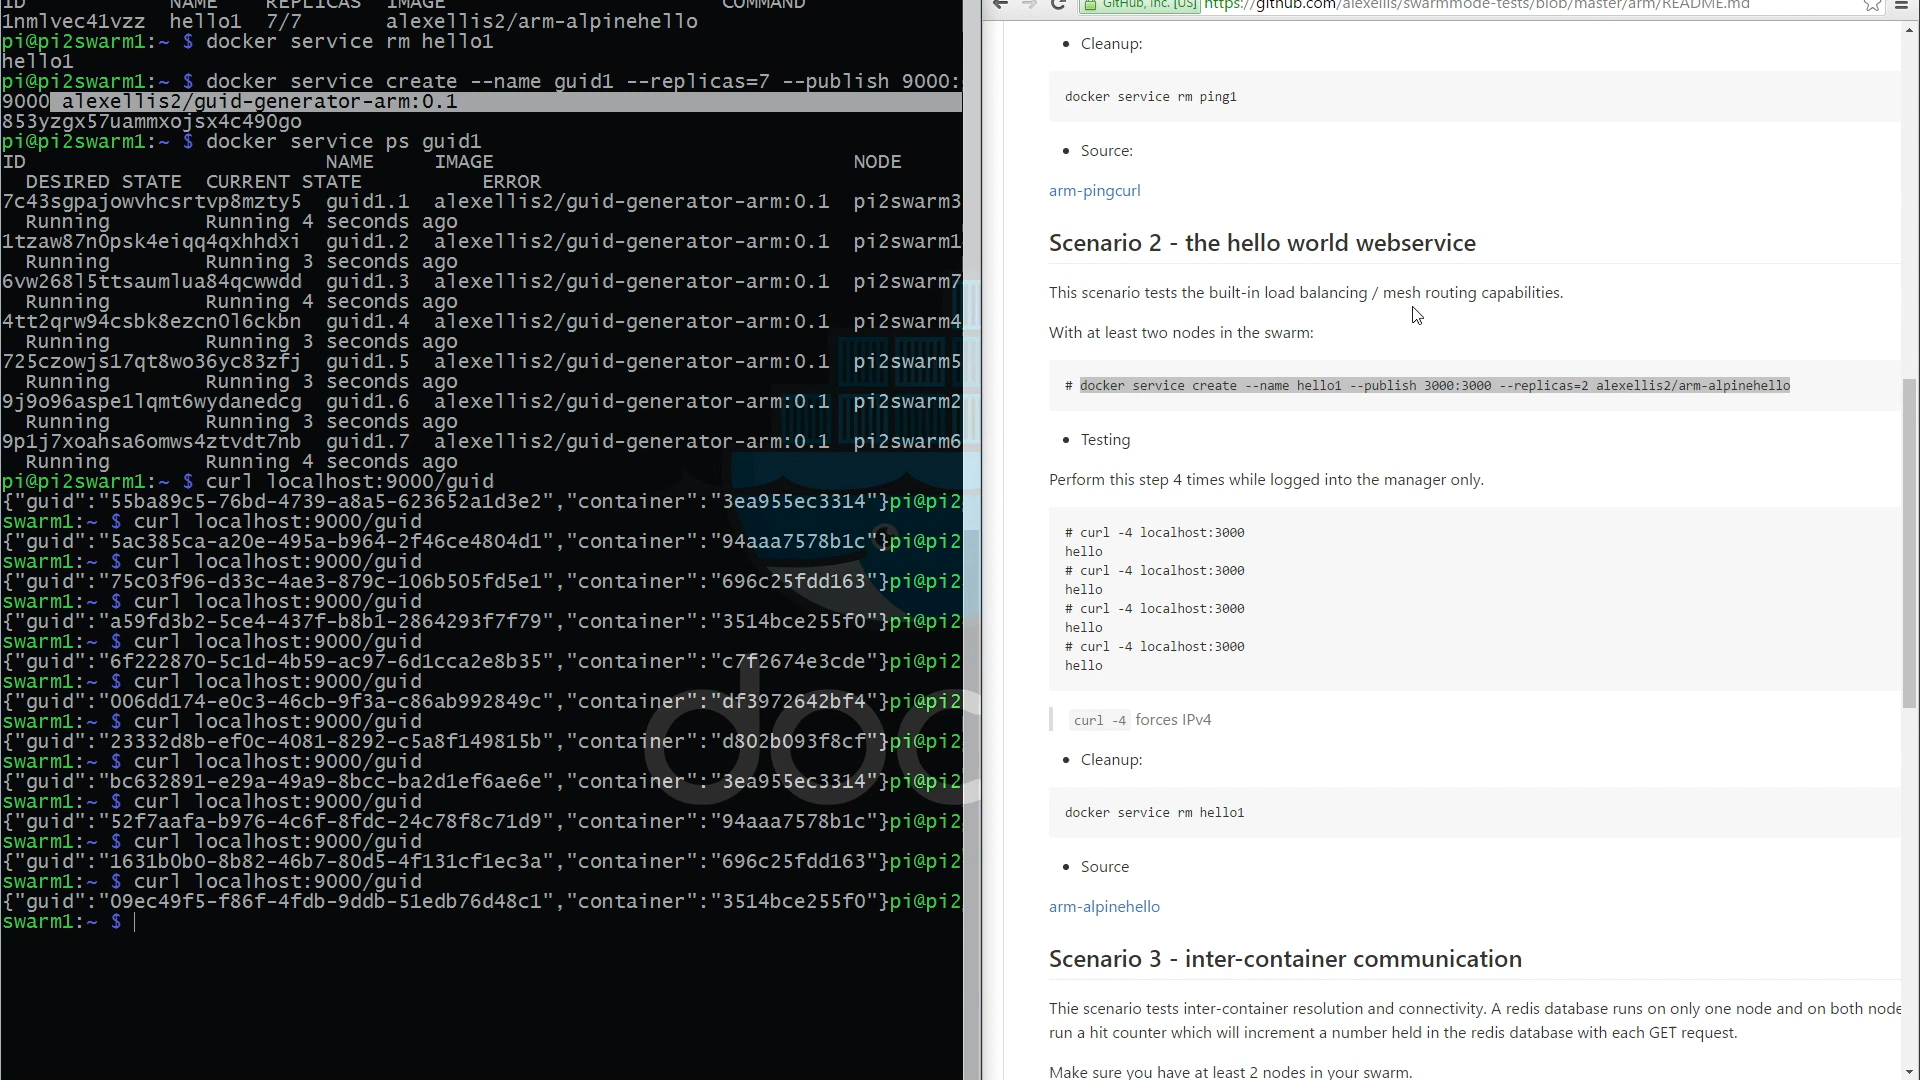 ID NAME REPLICAS IMAGE COMMAND
1nmlvec41vzz hello1 7/7 alexellis2/arm-alpinehello
pi@pi2swarm1:~ $ docker service rm hello1
hello1
pi@pi2swarm1:~ $ docker service create --name guid1 --replicas=7 --publish 9000:
9000 alexellis2/guid-generator-arm:0.1
853yzgx57uammxojsx4c490go
pi@pi2swarm1:~ $ docker service ps guid1
ID NAME IMAGE NODE
DESIRED STATE CURRENT STATE ERROR
7c43sgpajowvhcsrtvp8mzty5 guid1.1 alexellis2/guid-generator-arm:0.1 pi2swarm3
Running Running 4 seconds ago
1tzaw87n0psk4eiqq4qxhhdxi guid1.2 alexellis2/guid-generator-arm:0.1 pi2swarm1
Running Running 3 seconds ago
6vw268l5ttsaumlua84qcwwdd guid1.3 alexellis2/guid-generator-arm:0.1 pi2swarm7
Running Running 4 seconds ago
4tt2qrw94csbk8ezcn0l6ckbn guid1.4 alexellis2/guid-generator-arm:0.1 pi2swarm4
Running Running 3 seconds ago
725czowjs17qt8wo36yc83zfj guid1.5 alexellis2/guid-generator-arm:0.1 pi2swarm5
Running Running 3 seconds ago
9j9o96aspe1lqmt6wydanedcg guid1.6 alexellis2/guid-generator-arm:0.1 pi2swarm2
Running Running 3 seconds ago
9p1j7xoahsa6omws4ztvdt7nb guid1.7 alexellis2/guid-generator-arm:0.1 pi2swarm6
Running Running 4 seconds ago
pi@pi2swarm1:~ $ curl localhost:9000/guid
{"guid":"55ba89c5-76bd-4739-a8a5-623652a1d3e2","container":"3ea955ec3314"}pi@pi2
swarm1:~ $ curl localhost:9000/guid
{"guid":"5ac385ca-a20e-495a-b964-2f46ce4804d1","container":"94aaa7578b1c"}pi@pi2
swarm1:~ $ curl localhost:9000/guid
{"guid":"75c03f96-d33c-4ae3-879c-106b505fd5e1","container":"696c25fdd163"}pi@pi2
swarm1:~ $ curl localhost:9000/guid
{"guid":"a59fd3b2-5ce4-437f-b8b1-2864293f7f79","container":"3514bce255f0"}pi@pi2
swarm1:~ $ curl localhost:9000/guid
{"guid":"6f222870-5c1d-4b59-ac97-6d1cca2e8b35","container":"c7f2674e3cde"}pi@pi2
swarm1:~ $ curl localhost:9000/guid
{"guid":"006dd174-e0c3-46cb-9f3a-c86ab992849c","container":"df3972642bf4"}pi@pi2
swarm1:~ $ curl localhost:9000/guid
{"guid":"23332d8b-ef0c-4081-8292-c5a8f149815b","container":"d802b093f8cf"}pi@pi2
swarm1:~ $ curl localhost:9000/guid
{"guid":"bc632891-e29a-49a9-8bcc-ba2d1ef6ae6e","container":"3ea955ec3314"}pi@pi2
swarm1:~ $ curl localhost:9000/guid
{"guid":"52f7aafa-b976-4c6f-8fdc-24c78f8c71d9","container":"94aaa7578b1c"}pi@pi2
swarm1:~ $ curl localhost:9000/guid
{"guid":"1631b0b0-8b82-46b7-80d5-4f131cf1ec3a","container":"696c25fdd163"}pi@pi2
swarm1:~ $ curl localhost:9000/guid
{"guid":"09ec49f5-f86f-4fdb-9ddb-51edb76d48c1","container":"3514bce255f0"}pi@pi2
swarm1:~ $
doc
GitHub, Inc. [US] https://github.com/alexellis/swarmmode-tests/blob/master/arm/README.md
• Cleanup:
docker service rm ping1
• Source:
arm-pingcurl
Scenario 2 - the hello world webservice
This scenario tests the built-in load balancing / mesh routing capabilities.
With at least two nodes in the swarm:
# docker service create --name hello1 --publish 3000:3000 --replicas=2 alexellis2/arm-alpinehello
• Testing
Perform this step 4 times while logged into the manager only.
# curl -4 localhost:3000
hello
# curl -4 localhost:3000
hello
# curl -4 localhost:3000
hello
# curl -4 localhost:3000
hello
curl -4 forces IPv4
• Cleanup:
docker service rm hello1
• Source
arm-alpinehello
Scenario 3 - inter-container communication
Thie scenario tests inter-container resolution and connectivity. A redis database runs on only one node and on both node
run a hit counter which will increment a number held in the redis database with each GET request.
Make sure you have at least 2 nodes in your swarm.